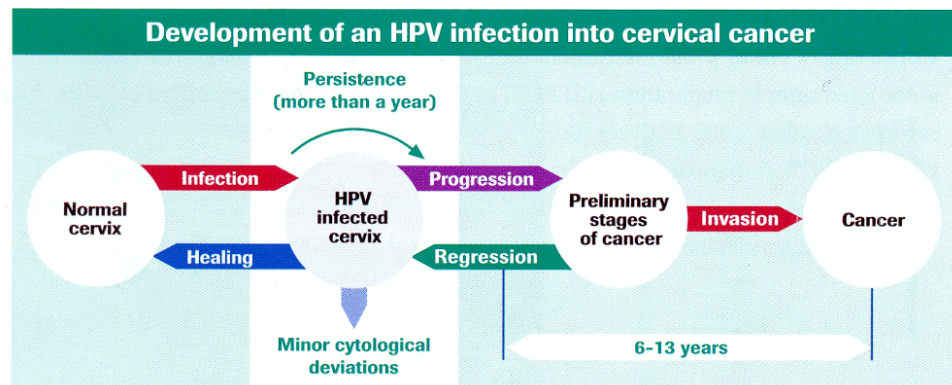 Development of an HPV infection into cervical cancer
Persistence
(more than a year)
Infection
Progression
Normal
cervix
HPV
infected
cervix
Preliminary
stages
of cancer
Invasion
Cancer
Healing
Regression
Minor cytological
deviations
6-13 years